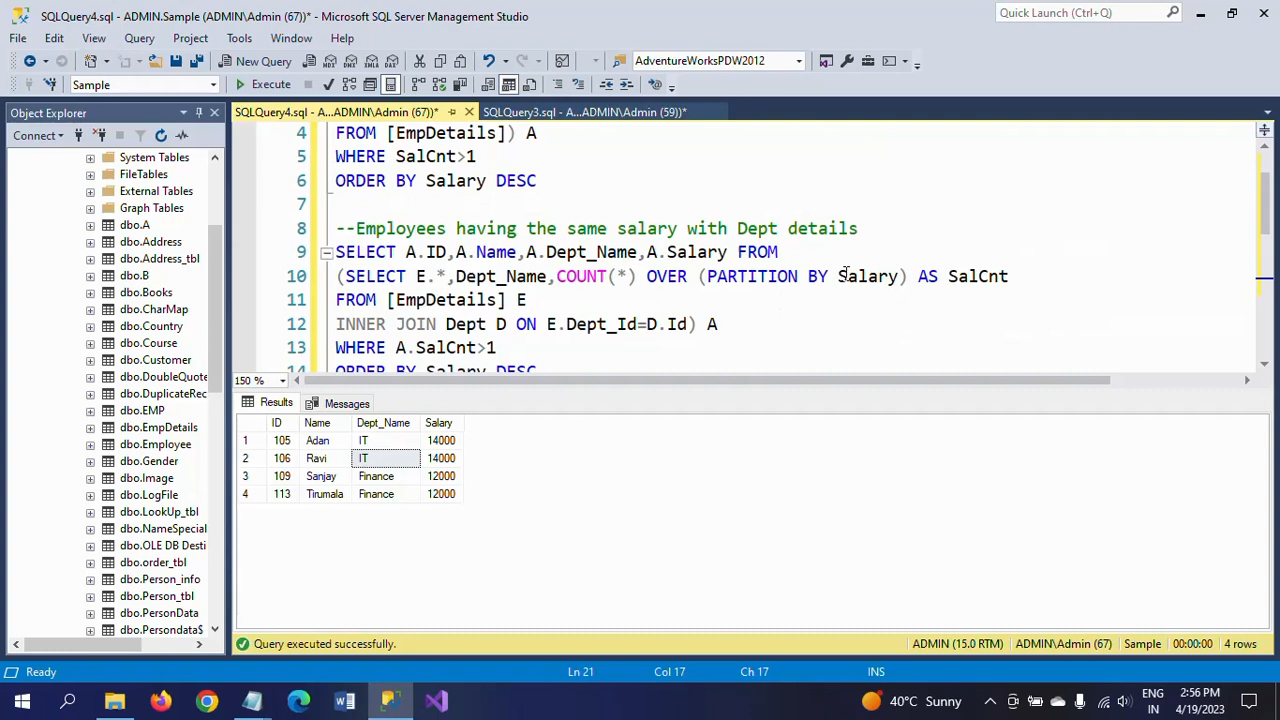 SQLQuery4.sql - ADMIN.Sample (ADMIN\Admin (67))* - Microsoft SQL Server Management Studio
Quick Launch (Ctrl+Q)
File Edit View Query Project Tools Window Help
New Query
MDX DMX XMLA DAX
AdventureWorksPDW2012
Sample
Execute
Object Explorer
SQLQuery4.sql - A...ADMIN\Admin (67))*
SQLQuery3.sql - A...ADMIN\Admin (59))*
Connect
System Tables
FileTables
External Tables
Graph Tables
dbo.A
dbo.Address
dbo.Address_tbl
dbo.B
dbo.Books
dbo.CharMap
dbo.Country
dbo.Course
dbo.Customer
dbo.DoubleQuote
dbo.DuplicateRec
dbo.EMP
dbo.EmpDetails
dbo.Employee
dbo.Gender
dbo.Image
dbo.LogFile
dbo.LookUp_tbl
dbo.NameSpecial
dbo.OLE DB Desti
dbo.order_tbl
dbo.Person_info
dbo.Person_tbl
dbo.PersonData
dbo.Persondata$
4 FROM [EmpDetails]) A
5 WHERE SalCnt>1
6 ORDER BY Salary DESC
7
8 --Employees having the same salary with Dept details
9 SELECT A.ID,A.Name,A.Dept_Name,A.Salary FROM
10 (SELECT E.*,Dept_Name,COUNT(*) OVER (PARTITION BY Salary) AS SalCnt
11 FROM [EmpDetails] E
12 INNER JOIN Dept D ON E.Dept_Id=D.Id) A
13 WHERE A.SalCnt>1
14 ORDER BY Salary DESC
150 %
Results Messages
ID Name Dept_Name Salary
1 105 Adan IT 14000
2 106 Ravi IT 14000
3 109 Sanjay Finance 12000
4 113 Tirumala Finance 12000
Query executed successfully.
ADMIN (15.0 RTM) ADMIN\Admin (67) Sample 00:00:00 4 rows
Ready
Ln 21 Col 17 Ch 17 INS
40°C Sunny
ENG
IN
2:56 PM
4/19/2023